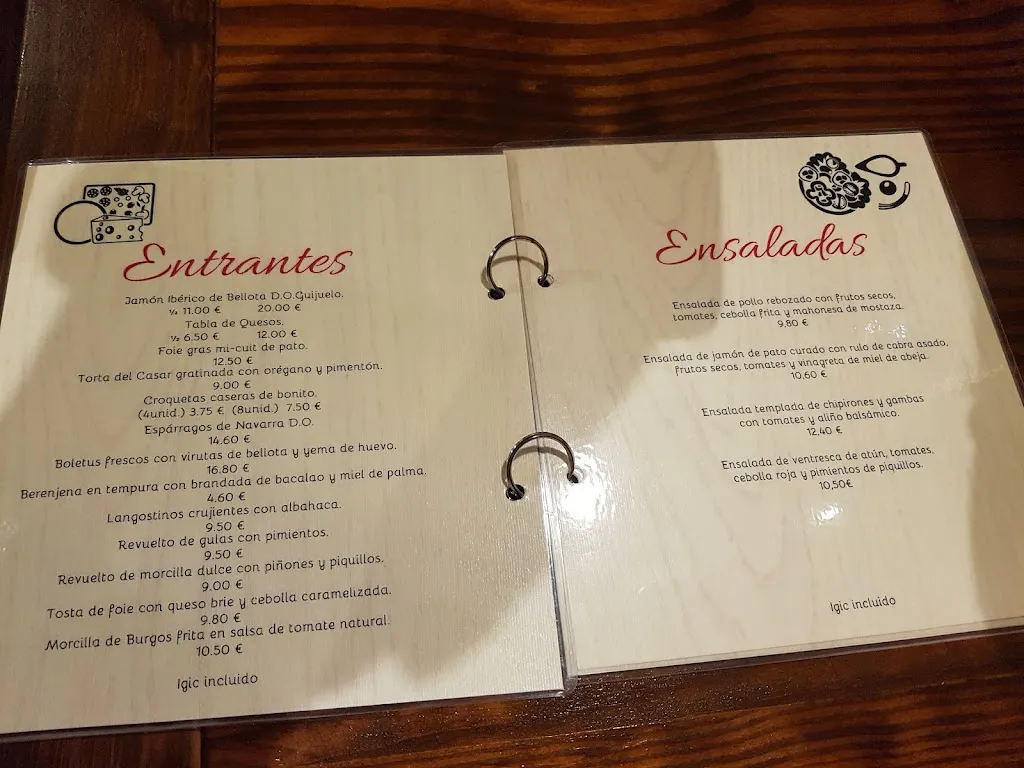 Entrantes
Jamón Ibérico de Bellota D.O.Guijuelo.
½ 11.00 € 20.00 €
Tabla de Quesos.
½ 6.50 € 12.00 €
Foie gras mi-cuit de pato.
12.50 €
Torta del Casar gratinada con orégano y pimentón.
9.00 €
Croquetas caseras de bonito.
(4unid.) 3.75 € (8unid.) 7.50 €
Espárragos de Navarra D.O.
14.60 €
Boletus frescos con virutas de bellota y yema de huevo.
16.80 €
Berenjena en tempura con brandada de bacalao y miel de palma.
4.60 €
Langostinos crujientes con albahaca.
9.50 €
Revuelto de gulas con pimientos.
9.50 €
Revuelto de morcilla dulce con piñones y piquillos.
9.00 €
Tosta de foie con queso brie y cebolla caramelizada.
9.80 €
Morcilla de Burgos frita en salsa de tomate natural.
10.50 €
Igic incluido
Ensaladas
Ensalada de pollo rebozado con frutos secos,
tomates, cebolla frita y mahonesa de mostaza.
9,80 €
Ensalada de jamón de pato curado con rulo de cabra asado,
frutos secos, tomates y vinagreta de miel de abeja.
10,60 €
Ensalada templada de chipirones y gambas
con tomates y aliño balsámico.
12,40 €
Ensalada de ventresca de atún, tomates,
cebolla roja y pimientos de piquillos.
10,50€
Igic incluido